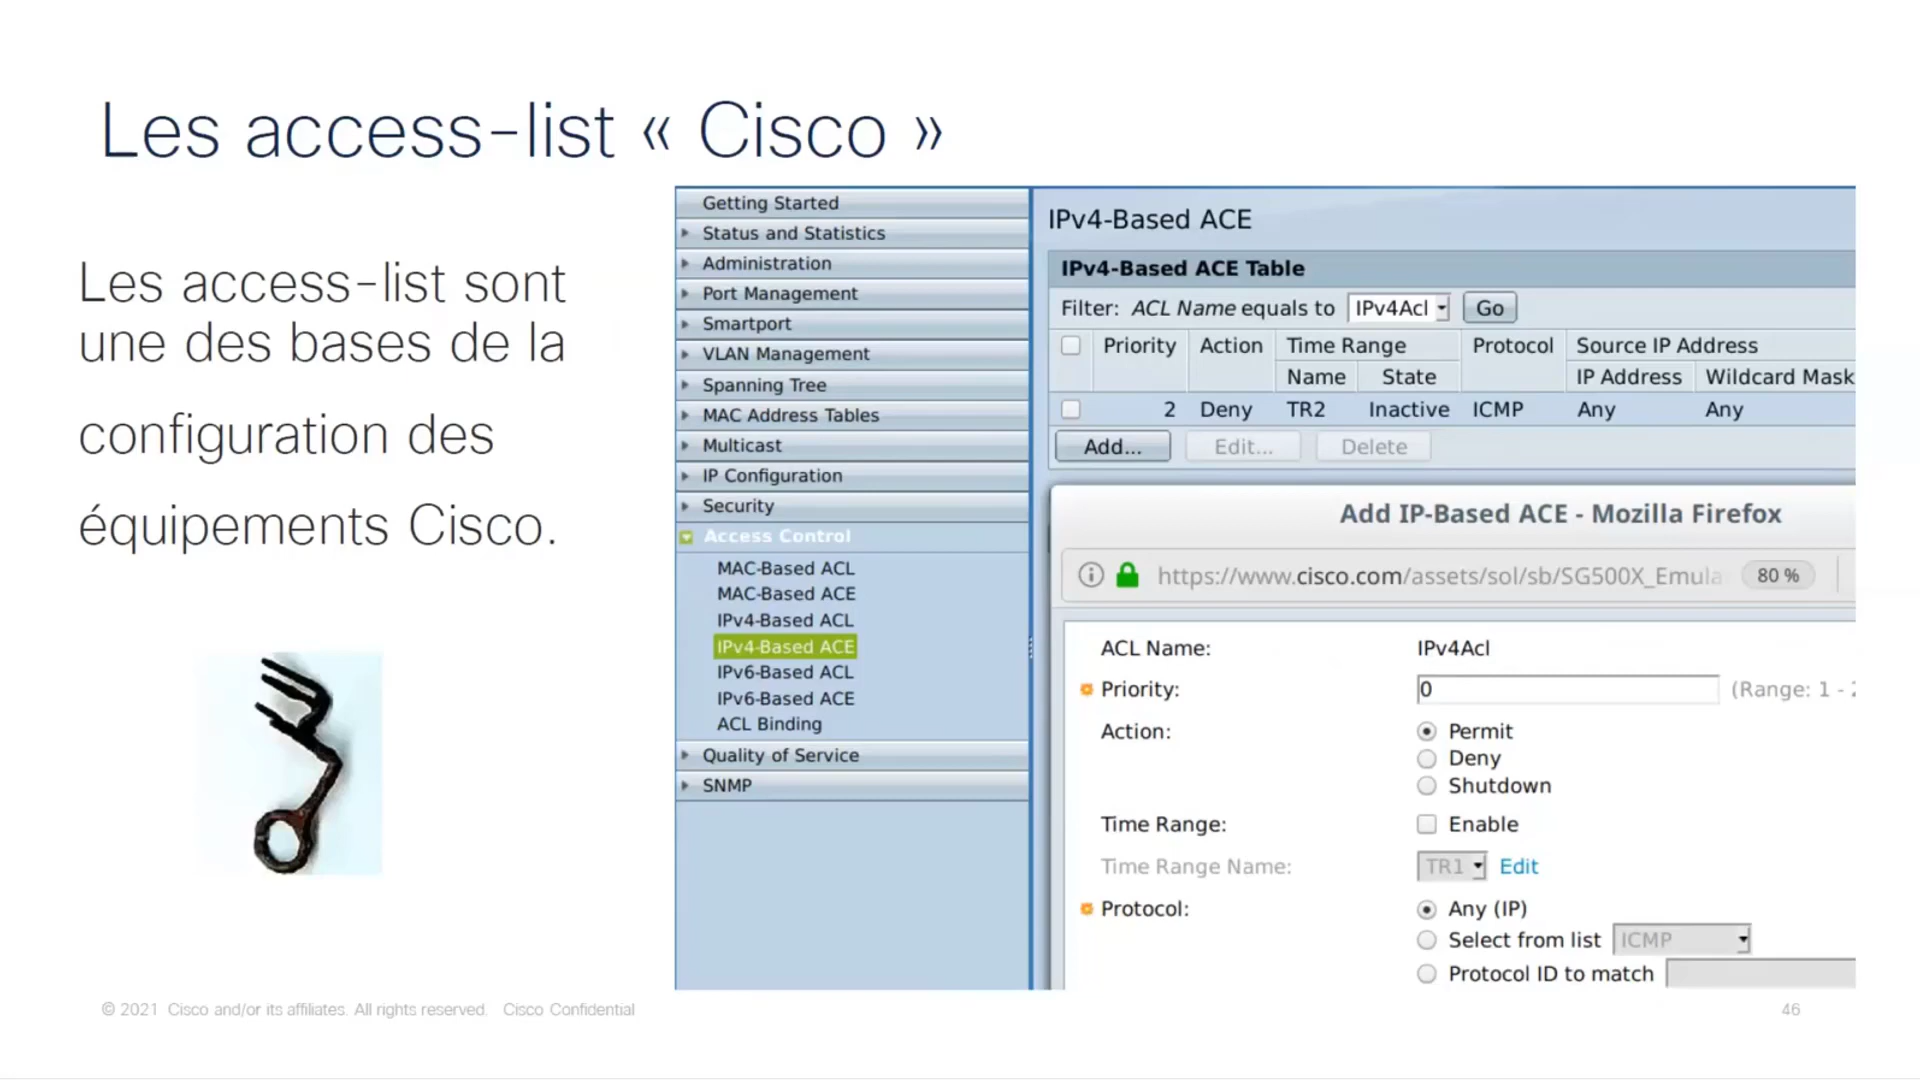 Les access-list « Cisco »
Les access-list sont
une des bases de la
configuration des
équipements Cisco.
Getting Started
Status and Statistics
Administration
Port Management
Smartport
VLAN Management
Spanning Tree
MAC Address Tables
Multicast
IP Configuration
Security
Access Control
MAC-Based ACL
MAC-Based ACE
IPv4-Based ACL
IPv4-Based ACE
IPv6-Based ACL
IPv6-Based ACE
ACL Binding
Quality of Service
SNMP
IPv4-Based ACE
IPv4-Based ACE Table
Filter: ACL Name equals to IPv4Acl Go
Priority Action Time Range Protocol Source IP Address
Name State IP Address Wildcard Mask
2 Deny TR2 Inactive ICMP Any Any
Add... Edit... Delete
Add IP-Based ACE - Mozilla Firefox
https://www.cisco.com/assets/sol/sb/SG500X_Emula 80 %
ACL Name: IPv4Acl
Priority: 0 (Range: 1 - 2
Action: Permit
Deny
Shutdown
Time Range: Enable
Time Range Name: TR1 Edit
Protocol: Any (IP)
Select from list ICMP
Protocol ID to match
© 2021 Cisco and/or its affiliates. All rights reserved. Cisco Confidential
46